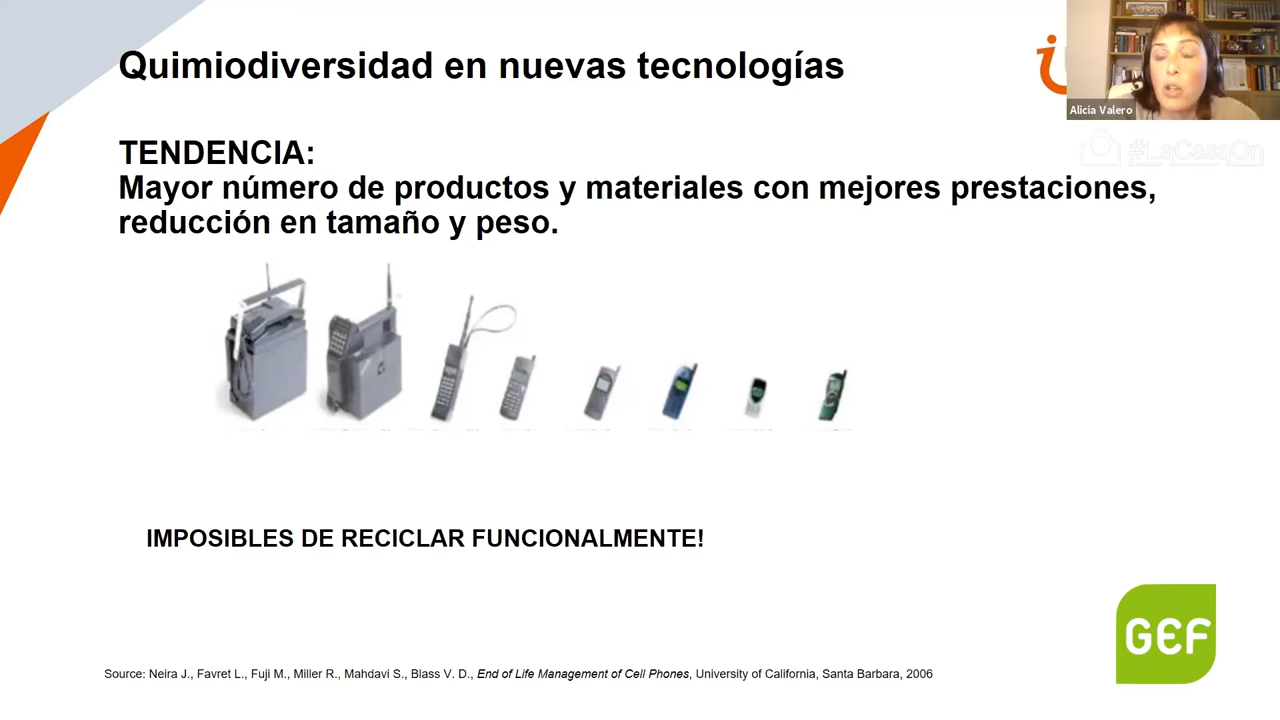 Quimiodiversidad en nuevas tecnologías
Alicia Valero
#LaCasaOn
TENDENCIA:
Mayor número de productos y materiales con mejores prestaciones,
reducción en tamaño y peso.
IMPOSIBLES DE RECICLAR FUNCIONALMENTE!
GEF
Source: Neira J., Favret L., Fuji M., Miller R., Mahdavi S., Blass V. D., End of Life Management of Cell Phones, University of California, Santa Barbara, 2006